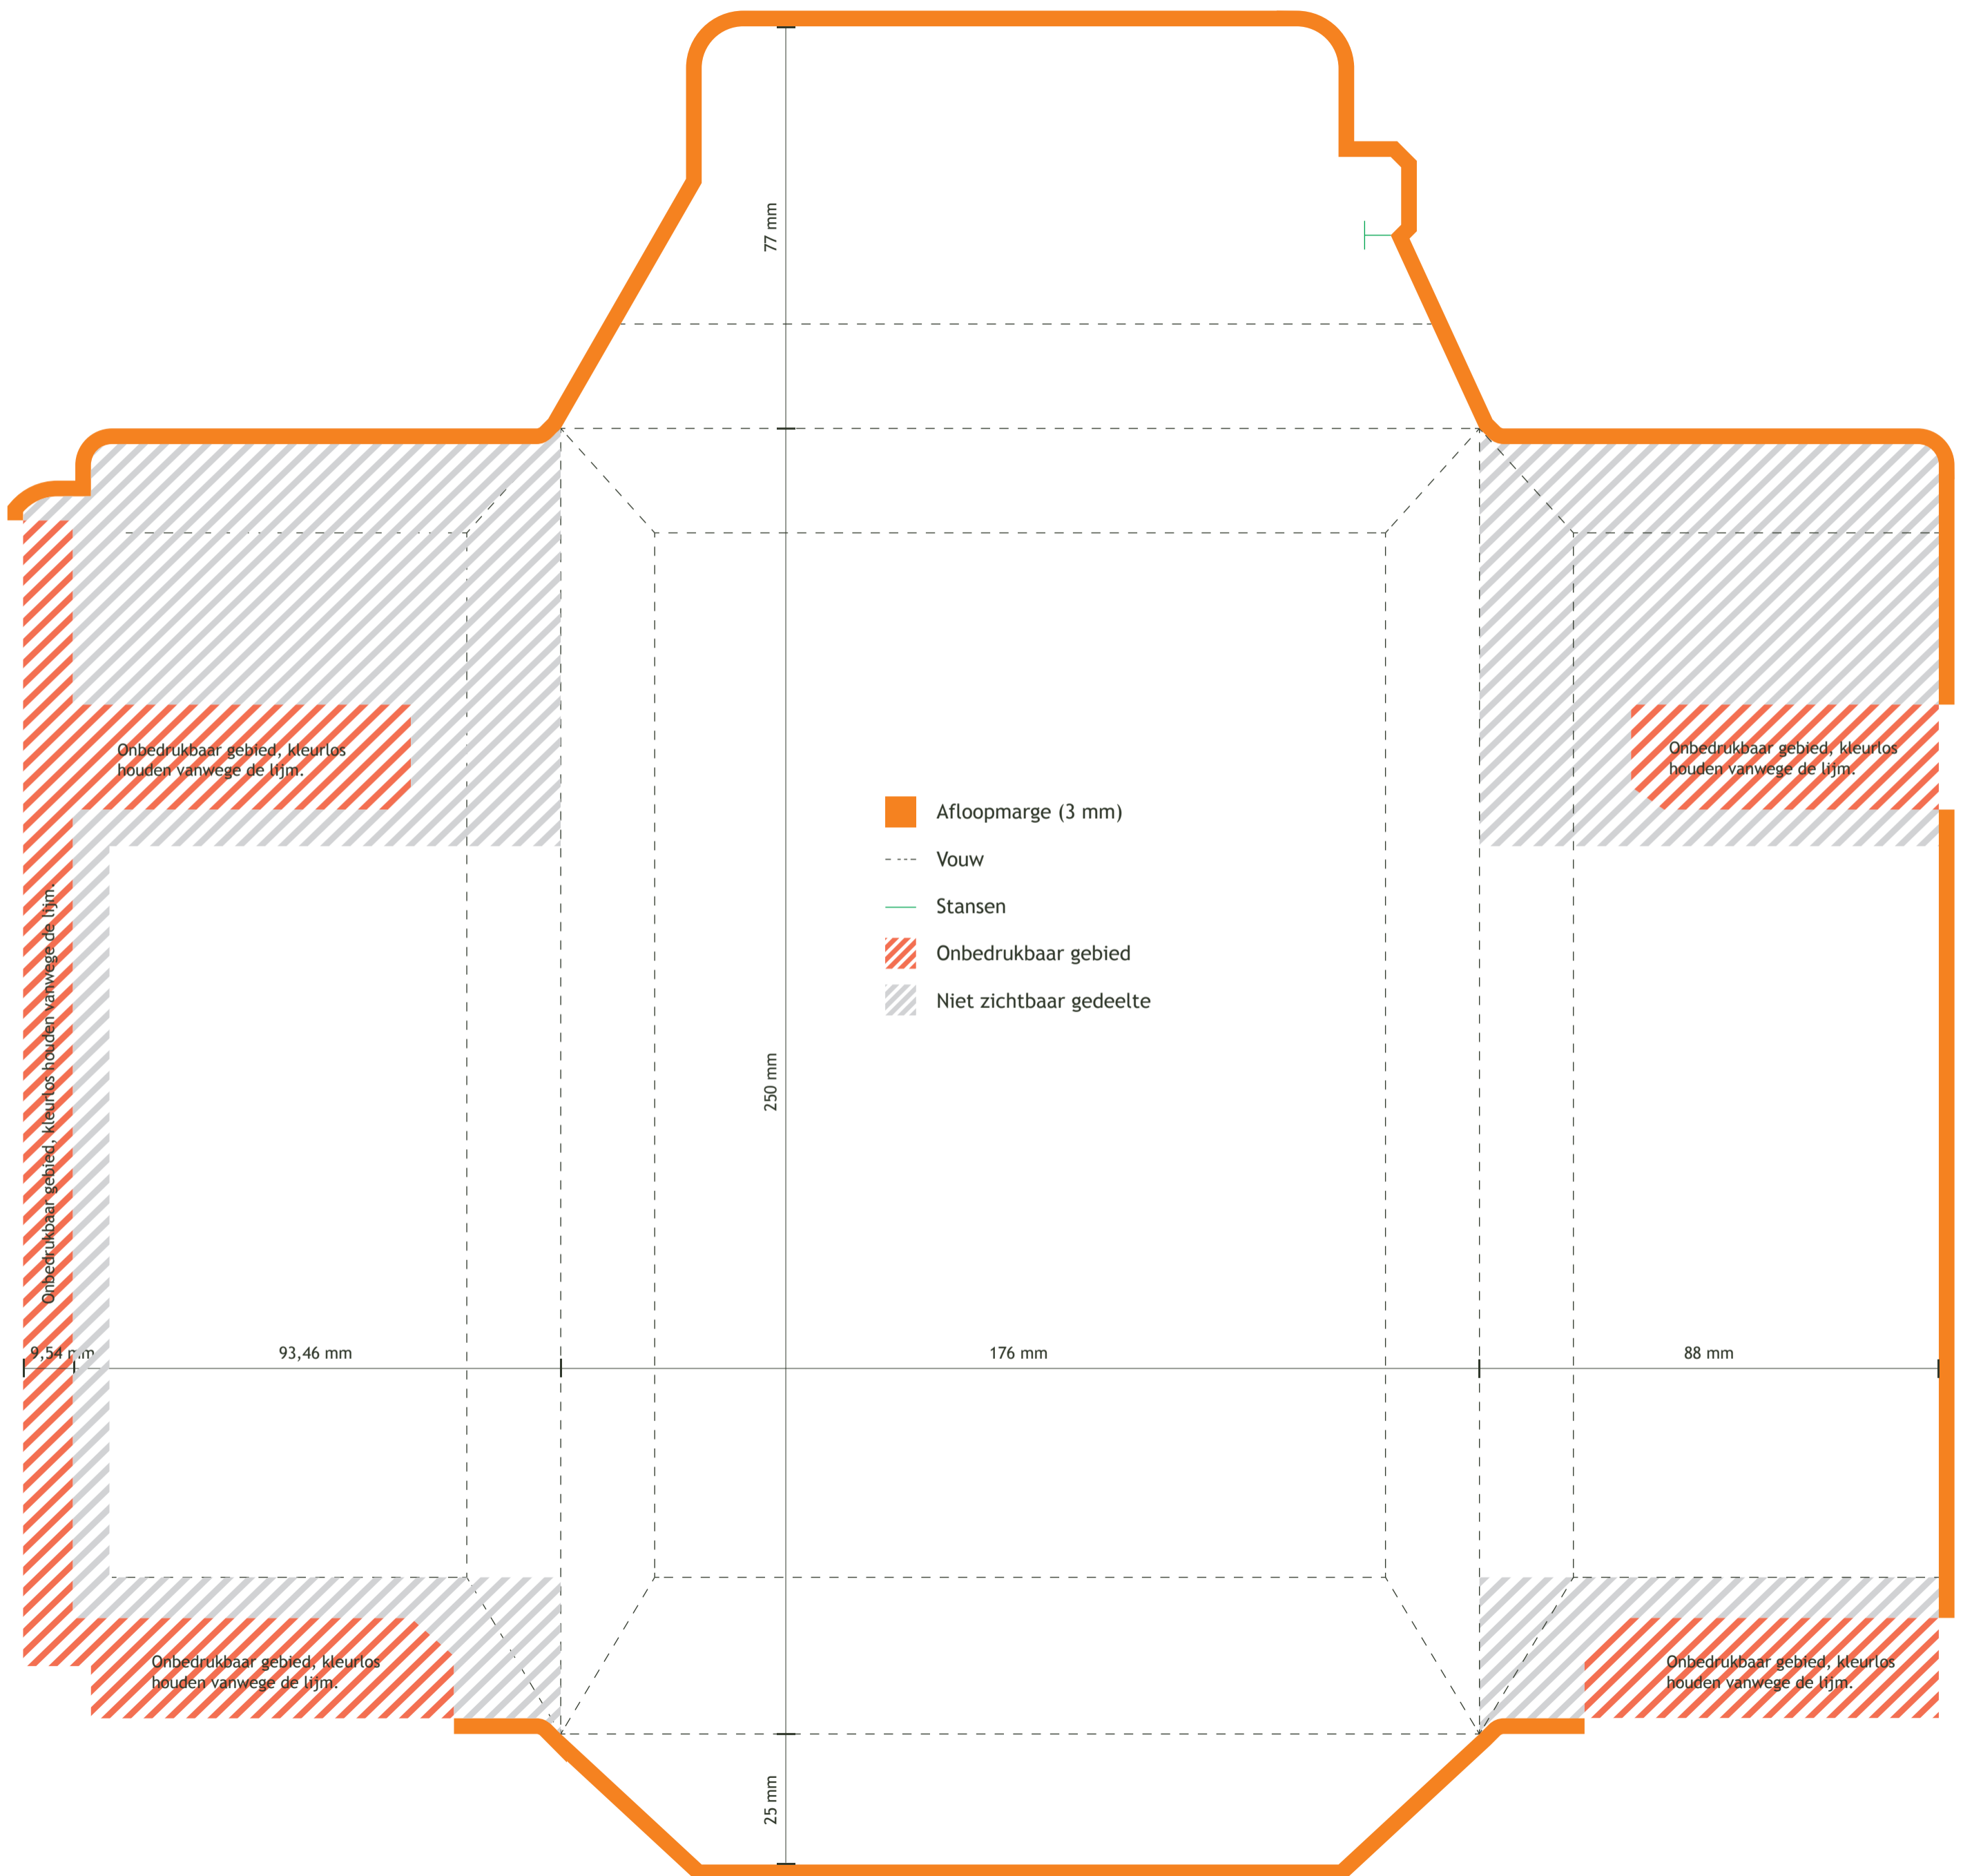 77 mm
Onbedrukbaar gebied, kleurlos
houden vanwege de lijm.
Onbedrukbaar gebied, kleurlos
houden vanwege de lijm.
Afloopmarge (3 mm)
Vouw
Stansen
Onbedrukbaar gebied
Niet zichtbaar gedeelte
Onbedrukbaar gebied, kleurlos houden vanwege de lijm.
250 mm
9,54 mm
93,46 mm
176 mm
88 mm
Onbedrukbaar gebied, kleurlos
houden vanwege de lijm.
Onbedrukbaar gebied, kleurlos
houden vanwege de lijm.
25 mm